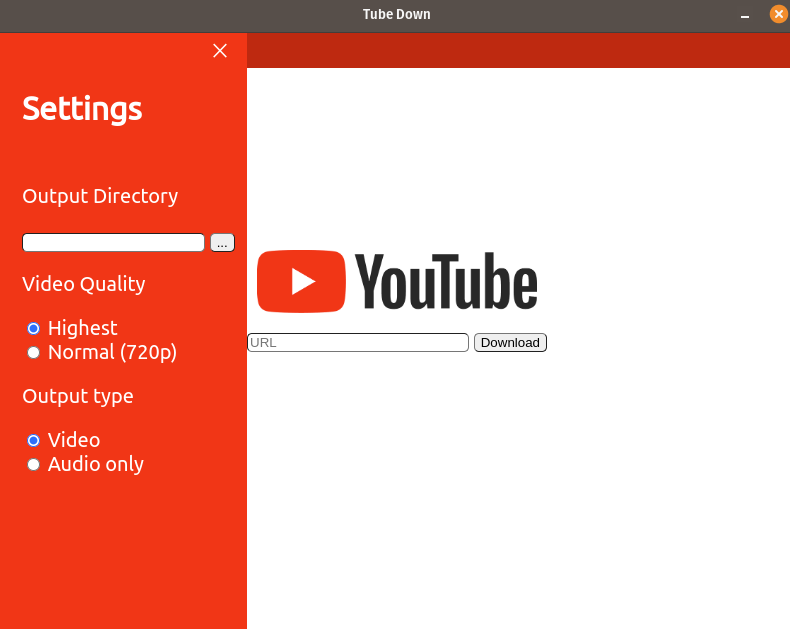 Tube Down
Settings
Output Directory
...
Video Quality
Highest
Normal (720p)
Output type
Video
Audio only
YouTube
URL
Download